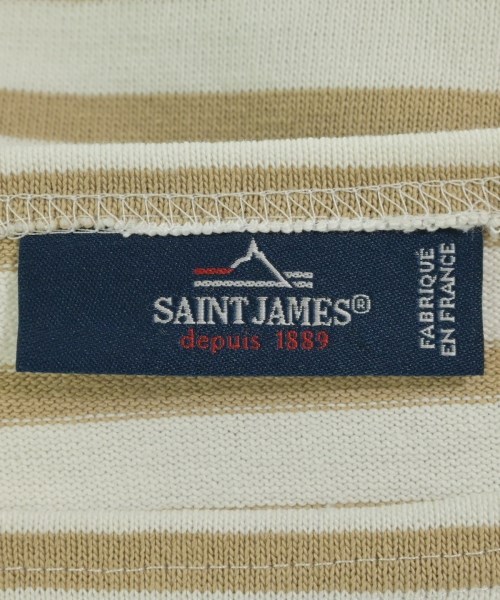 SAINT JAMES®
depuis 1889
FABRIQUÉ
EN FRANCE